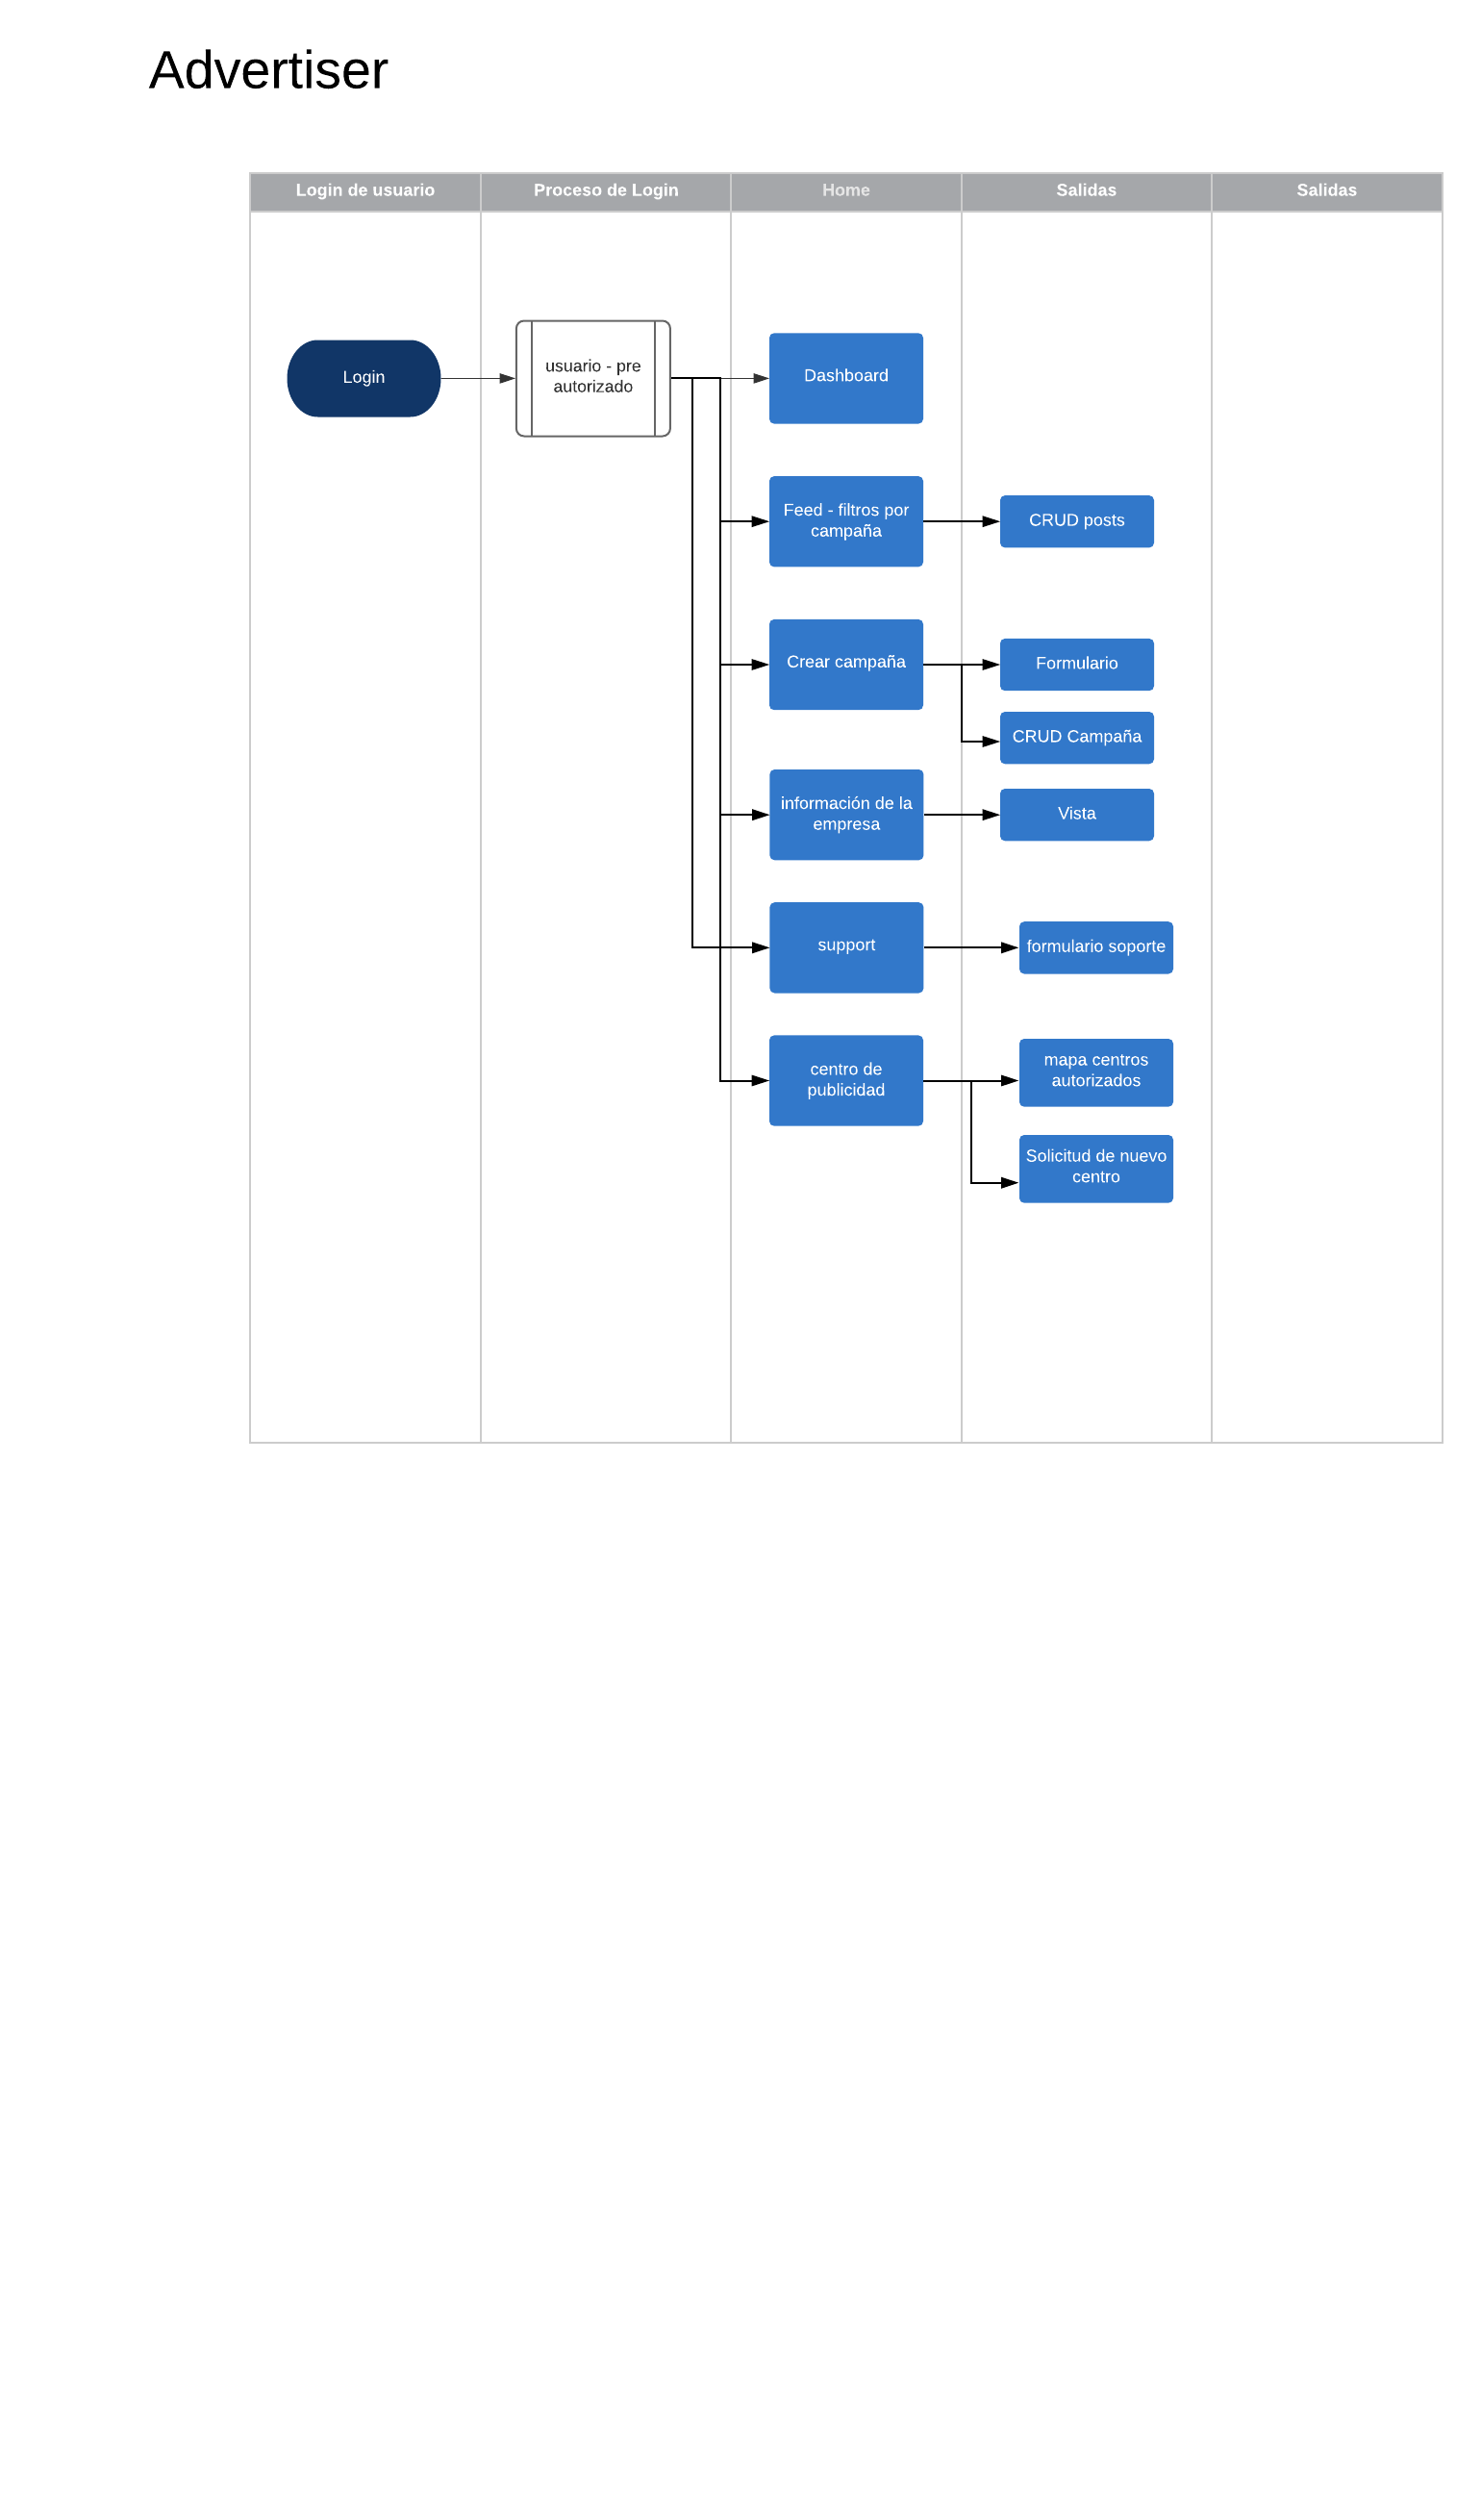 Advertiser
Login de usuario
Proceso de Login
Home
Salidas
Salidas
Login
usuario - pre
autorizado
Dashboard
Feed - filtros por
campaña
CRUD posts
Crear campaña
Formulario
CRUD Campaña
información de la
empresa
Vista
support
formulario soporte
centro de
publicidad
mapa centros
autorizados
Solicitud de nuevo
centro